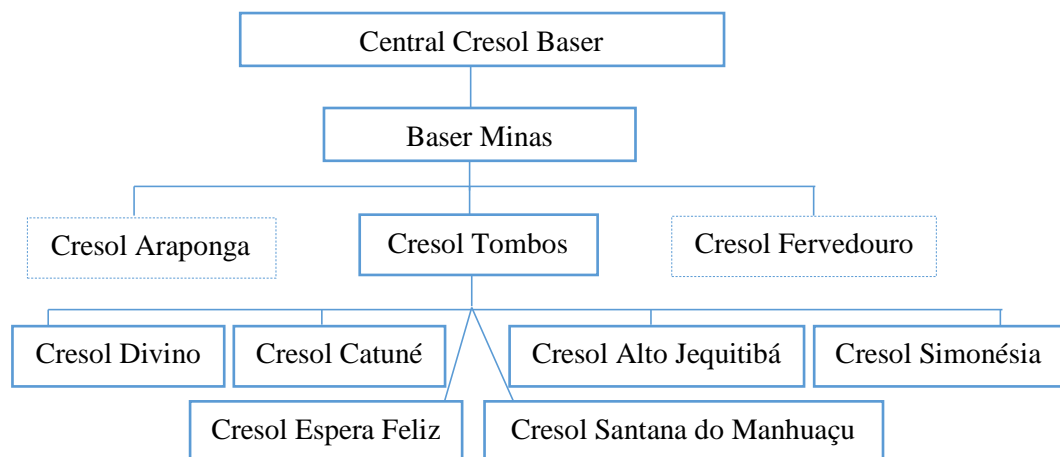 Central Cresol Baser
Baser Minas
Cresol Araponga
Cresol Tombos
Cresol Fervedouro
Cresol Divino
Cresol Catuné
Cresol Alto Jequitibá
Cresol Simonésia
Cresol Espera Feliz
Cresol Santana do Manhuaçu